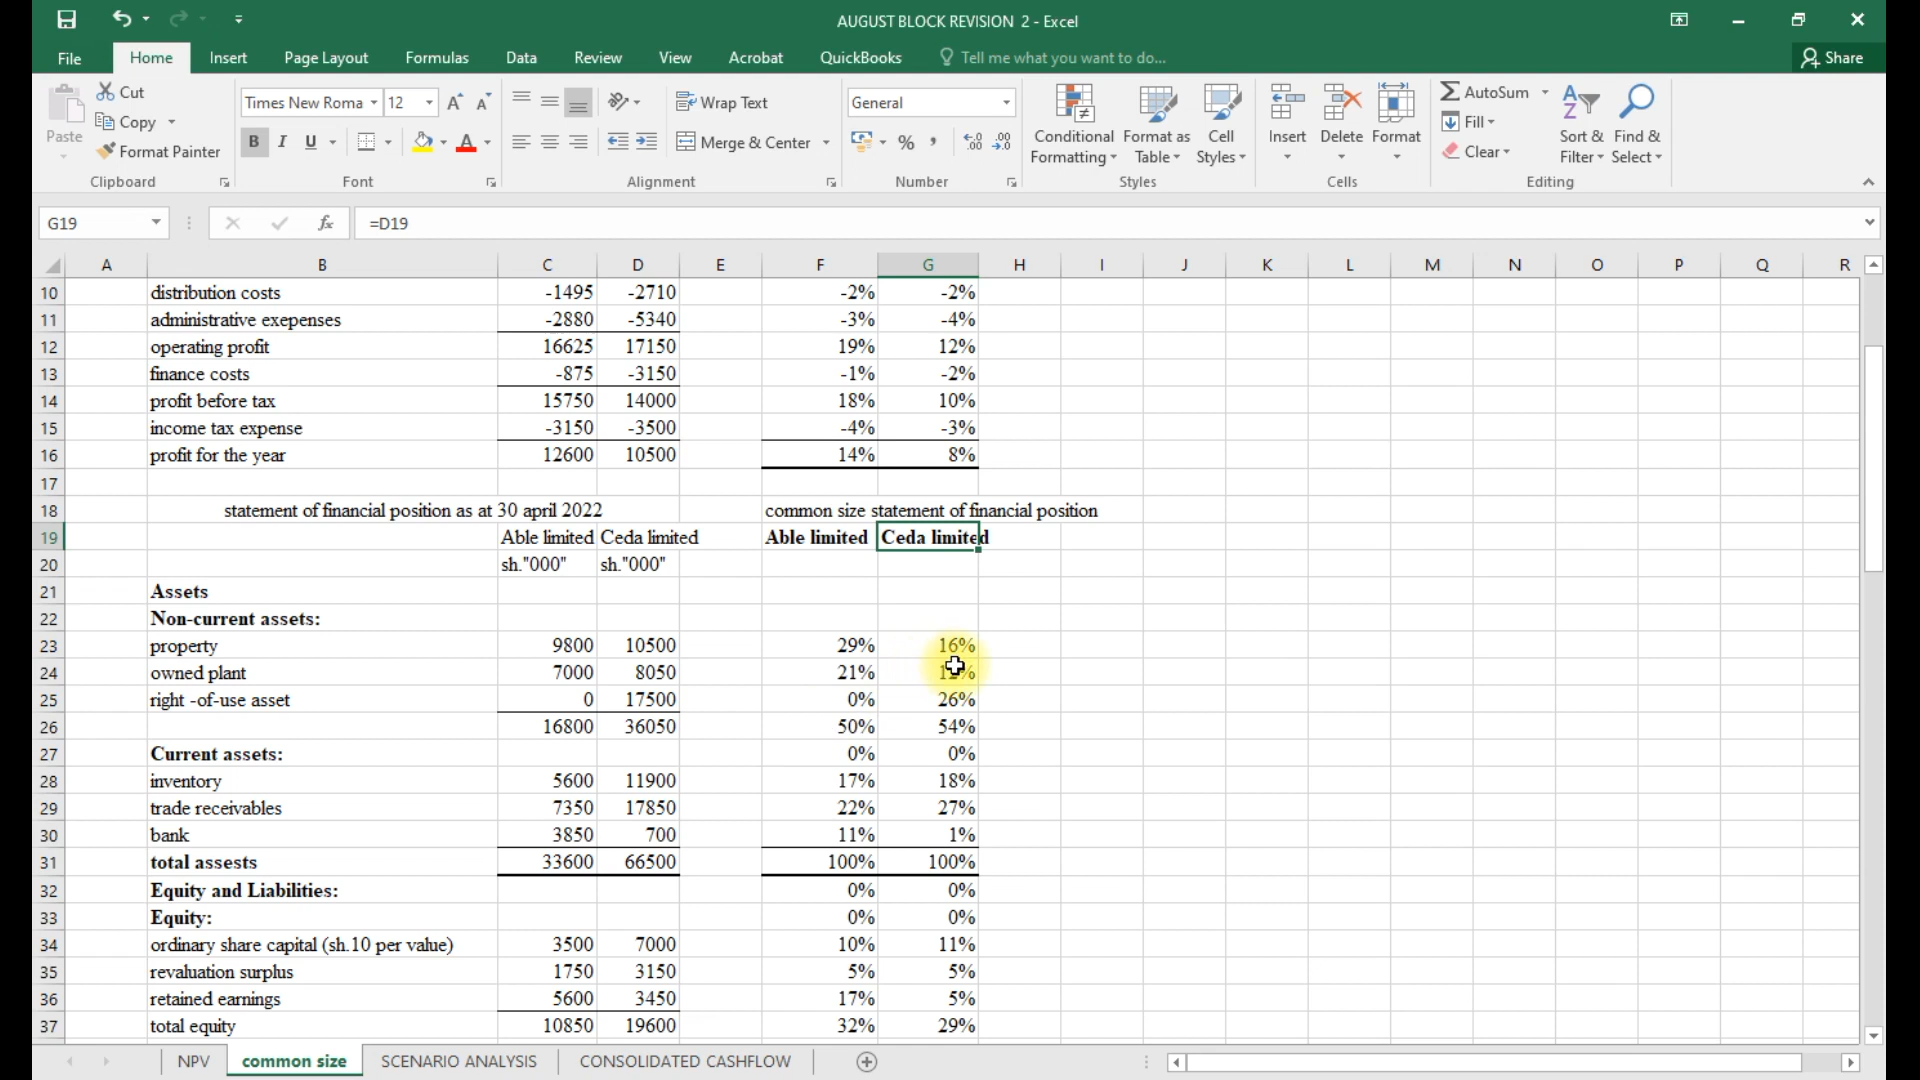 AUGUST BLOCK REVISION 2 - Excel
File Home Insert Page Layout Formulas Data Review View Acrobat QuickBooks Tell me what you want to do... Share
Paste
Cut
Copy
Format Painter
Clipboard
Times New Roma 12
B I U
Font
Wrap Text
Merge & Center
Alignment
General
%
Number
Conditional Formatting
Format as Table
Cell Styles
Styles
Insert
Delete
Format
Cells
AutoSum
Fill
Clear
Sort & Filter
Find & Select
Editing
G19 fx =D19
A B C D E F G H I J K L M N O P Q R
10 distribution costs -1495 -2710 -2% -2%
11 administrative exepenses -2880 -5340 -3% -4%
12 operating profit 16625 17150 19% 12%
13 finance costs -875 -3150 -1% -2%
14 profit before tax 15750 14000 18% 10%
15 income tax expense -3150 -3500 -4% -3%
16 profit for the year 12600 10500 14% 8%
17
18 statement of financial position as at 30 april 2022 common size statement of financial position
19 Able limited Ceda limited Able limited Ceda limited
20 sh."000" sh."000"
21 Assets
22 Non-current assets:
23 property 9800 10500 29% 16%
24 owned plant 7000 8050 21%
25 right -of-use asset 0 17500 0% 26%
26 16800 36050 50% 54%
27 Current assets: 0% 0%
28 inventory 5600 11900 17% 18%
29 trade receivables 7350 17850 22% 27%
30 bank 3850 700 11% 1%
31 total assests 33600 66500 100% 100%
32 Equity and Liabilities: 0% 0%
33 Equity: 0% 0%
34 ordinary share capital (sh.10 per value) 3500 7000 10% 11%
35 revaluation surplus 1750 3150 5% 5%
36 retained earnings 5600 3450 17% 5%
37 total equity 10850 19600 32% 29%
NPV common size SCENARIO ANALYSIS CONSOLIDATED CASHFLOW